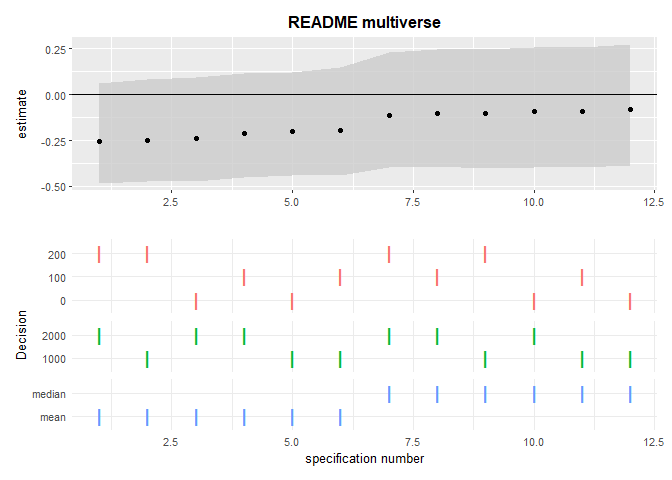 README multiverse
estimate
0.25
0.00
-0.25
-0.50
2.5 5.0 7.5 10.0 12.5
Decision
200
100
0
2000
1000
median
mean
2.5 5.0 7.5 10.0 12.5
specification number